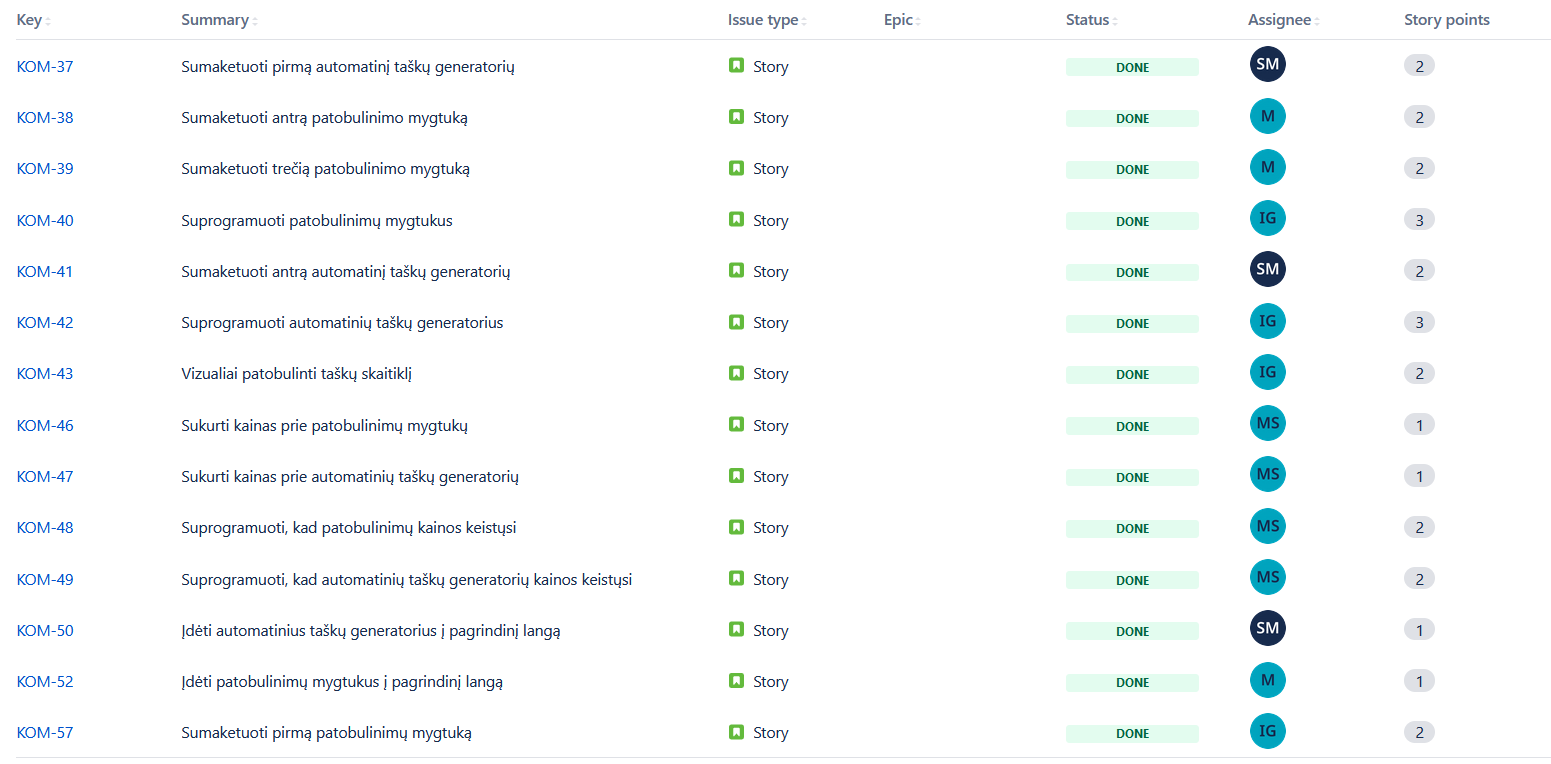 Key Summary Issue type Epic Status Assignee Story points
KOM-37 Sumaketuoti pirmą automatinį taškų generatorių Story DONE SM 2
KOM-38 Sumaketuoti antrą patobulinimo mygtuką Story DONE M 2
KOM-39 Sumaketuoti trečią patobulinimo mygtuką Story DONE M 2
KOM-40 Suprogramuoti patobulinimų mygtukus Story DONE IG 3
KOM-41 Sumaketuoti antrą automatinį taškų generatorių Story DONE SM 2
KOM-42 Suprogramuoti automatinių taškų generatorius Story DONE IG 3
KOM-43 Vizualiai patobulinti taškų skaitiklį Story DONE IG 2
KOM-46 Sukurti kainas prie patobulinimų mygtukų Story DONE MS 1
KOM-47 Sukurti kainas prie automatinių taškų generatorių Story DONE MS 1
KOM-48 Suprogramuoti, kad patobulinimų kainos keistųsi Story DONE MS 2
KOM-49 Suprogramuoti, kad automatinių taškų generatorių kainos keistųsi Story DONE MS 2
KOM-50 Įdėti automatinius taškų generatorius į pagrindinį langą Story DONE SM 1
KOM-52 Įdėti patobulinimų mygtukus į pagrindinį langą Story DONE M 1
KOM-57 Sumaketuoti pirmą patobulinimų mygtuką Story DONE IG 2